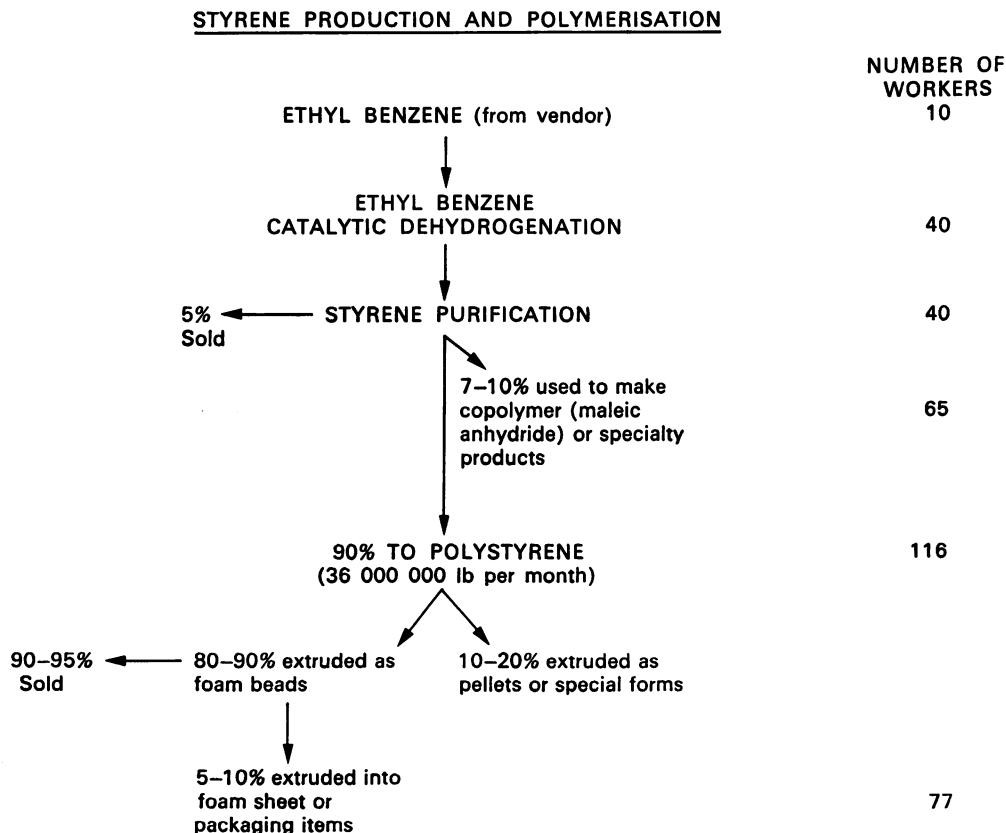 STYRENE PRODUCTION AND POLYMERISATION
NUMBER OF
WORKERS
ETHYL BENZENE (from vendor)
10
ETHYL BENZENE
CATALYTIC DEHYDROGENATION
40
5%
Sold
STYRENE PURIFICATION
40
7–10% used to make
copolymer (maleic
anhydride) or specialty
products
65
90% TO POLYSTYRENE
(36 000 000 lb per month)
116
90–95%
Sold
80–90% extruded as
foam beads
10–20% extruded as
pellets or special forms
5–10% extruded into
foam sheet or
packaging items
77